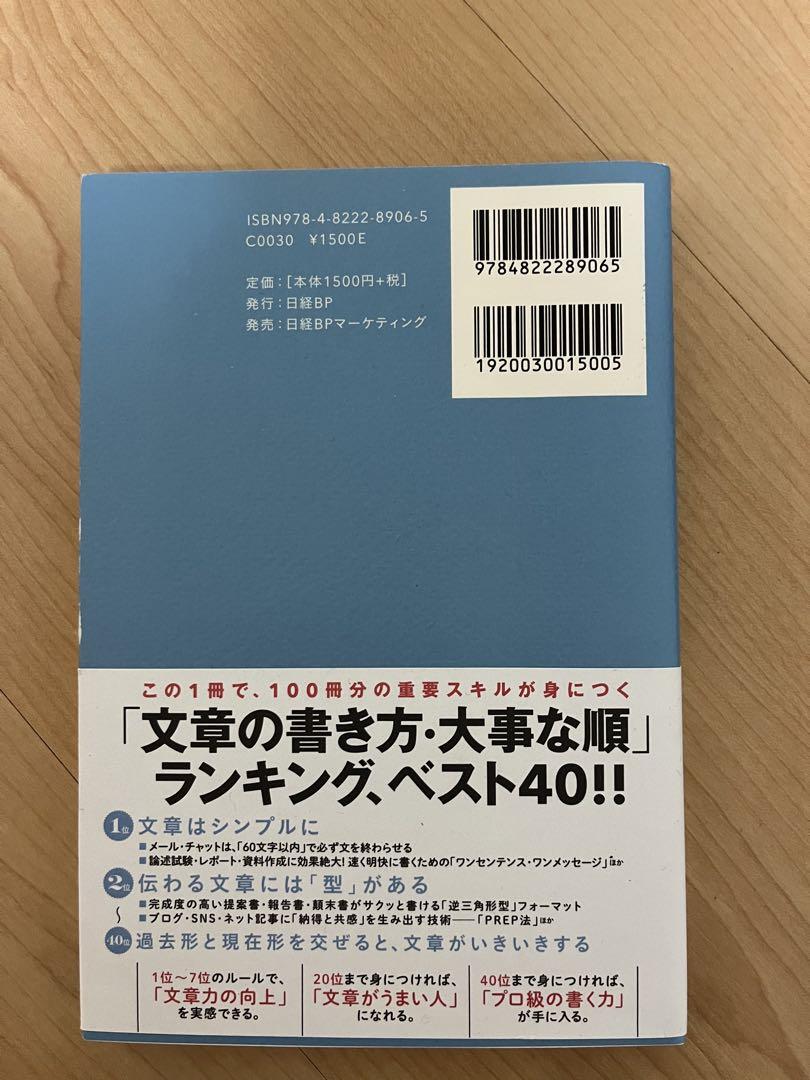 ISBN978-4-8222-8906-5
C0030 ¥1500E
定価：[本体1500円+税]
発行：日経BP
発売：日経BPマーケティング
9784822289065
1920030015005
この1冊で、100冊分の重要スキルが身につく
「文章の書き方・大事な順」
ランキング、ベスト40!!
1位 文章はシンプルに
■メール・チャットは、「60文字以内」で必ず文を終わらせる
■論述試験・レポート・資料作成に効果絶大！速く明快に書くための「ワンセンテンス・ワンメッセージ」ほか
2位 伝わる文章には「型」がある
■完成度の高い提案書・報告書・顛末書がサクッと書ける「逆三角形型」フォーマット
■ブログ・SNS・ネット記事に「納得と共感」を生み出す技術——「PREP法」ほか
〜
40位 過去形と現在形を交ぜると、文章がいきいきする
1位〜7位のルールで、
「文章力の向上」
を実感できる。
20位まで身につければ、
「文章がうまい人」
になれる。
40位まで身につければ、
「プロ級の書く力」
が手に入る。